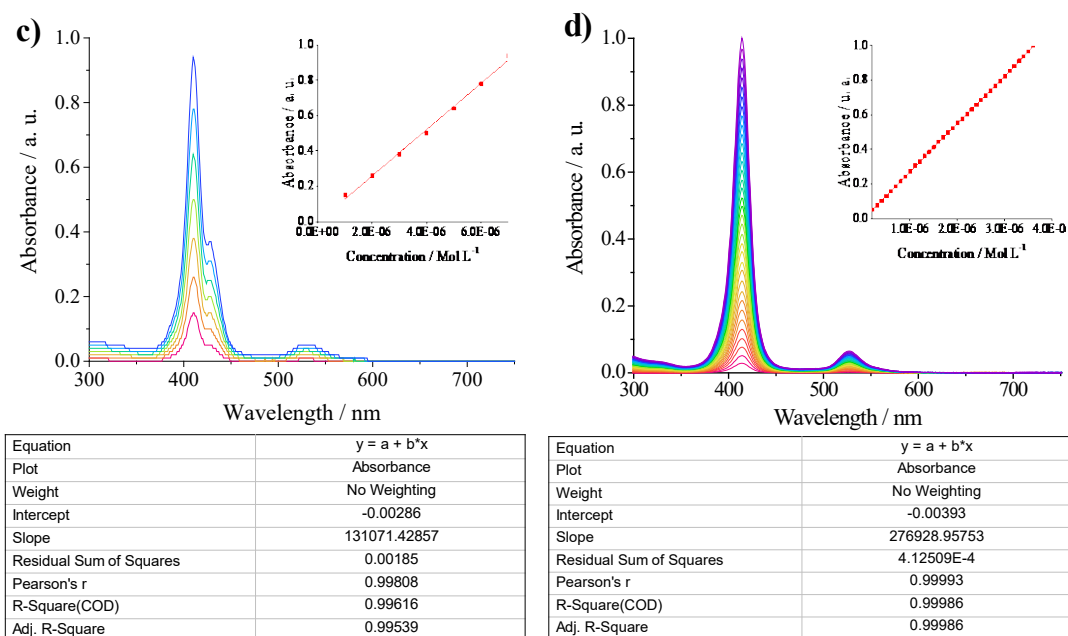 c)
1.0
0.8
0.6
0.4
0.2
0.0
300 400 500 600 700
Absorbance / a. u.
Wavelength / nm
1.0
0.8
0.6
0.4
0.2
0.0
0.0E+00 2.0E-06 4.0E-06 6.0E-06
Absorbance / a. u.
Concentration / Mol L-1
Equation y = a + b*x
Plot Absorbance
Weight No Weighting
Intercept -0.00286
Slope 131071.42857
Residual Sum of Squares 0.00185
Pearson's r 0.99808
R-Square(COD) 0.99616
Adj. R-Square 0.99539
d)
1.0
0.8
0.6
0.4
0.2
0.0
300 400 500 600 700
Absorbance / a. u.
Wavelength / nm
1.0
0.8
0.6
0.4
0.2
0.0
1.0E-06 2.0E-06 3.0E-06 4.0E-0
Absorbance / u. a.
Concentration / Mol L-1
Equation y = a + b*x
Plot Absorbance
Weight No Weighting
Intercept -0.00393
Slope 276928.95753
Residual Sum of Squares 4.12509E-4
Pearson's r 0.99993
R-Square(COD) 0.99986
Adj. R-Square 0.99986